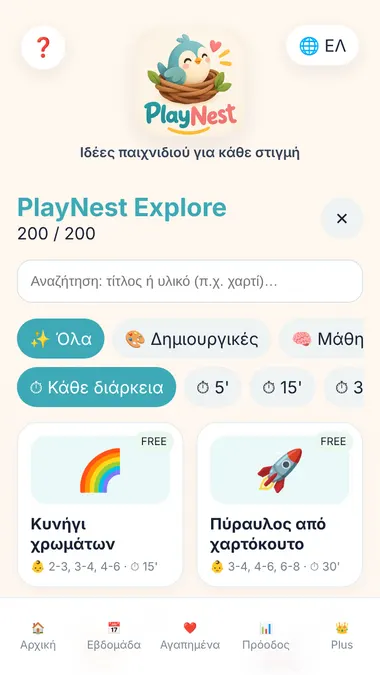 ❓
🌐 ΕΛ
PlayNest
Ιδέες παιχνιδιού για κάθε στιγμή
PlayNest Explore
200 / 200
✕
Αναζήτηση: τίτλος ή υλικό (π.χ. χαρτί)…
✨ Όλα
🎨 Δημιουργικές
🧠 Μάθη
⏱ Κάθε διάρκεια
⏱ 5'
⏱ 15'
⏱ 3
FREE
Κυνήγι
χρωμάτων
👶 2-3, 3-4, 4-6 · ⏱ 15'
FREE
Πύραυλος από
χαρτόκουτο
👶 3-4, 4-6, 6-8 · ⏱ 30'
Αρχική
Εβδομάδα
Αγαπημένα
Πρόοδος
Plus